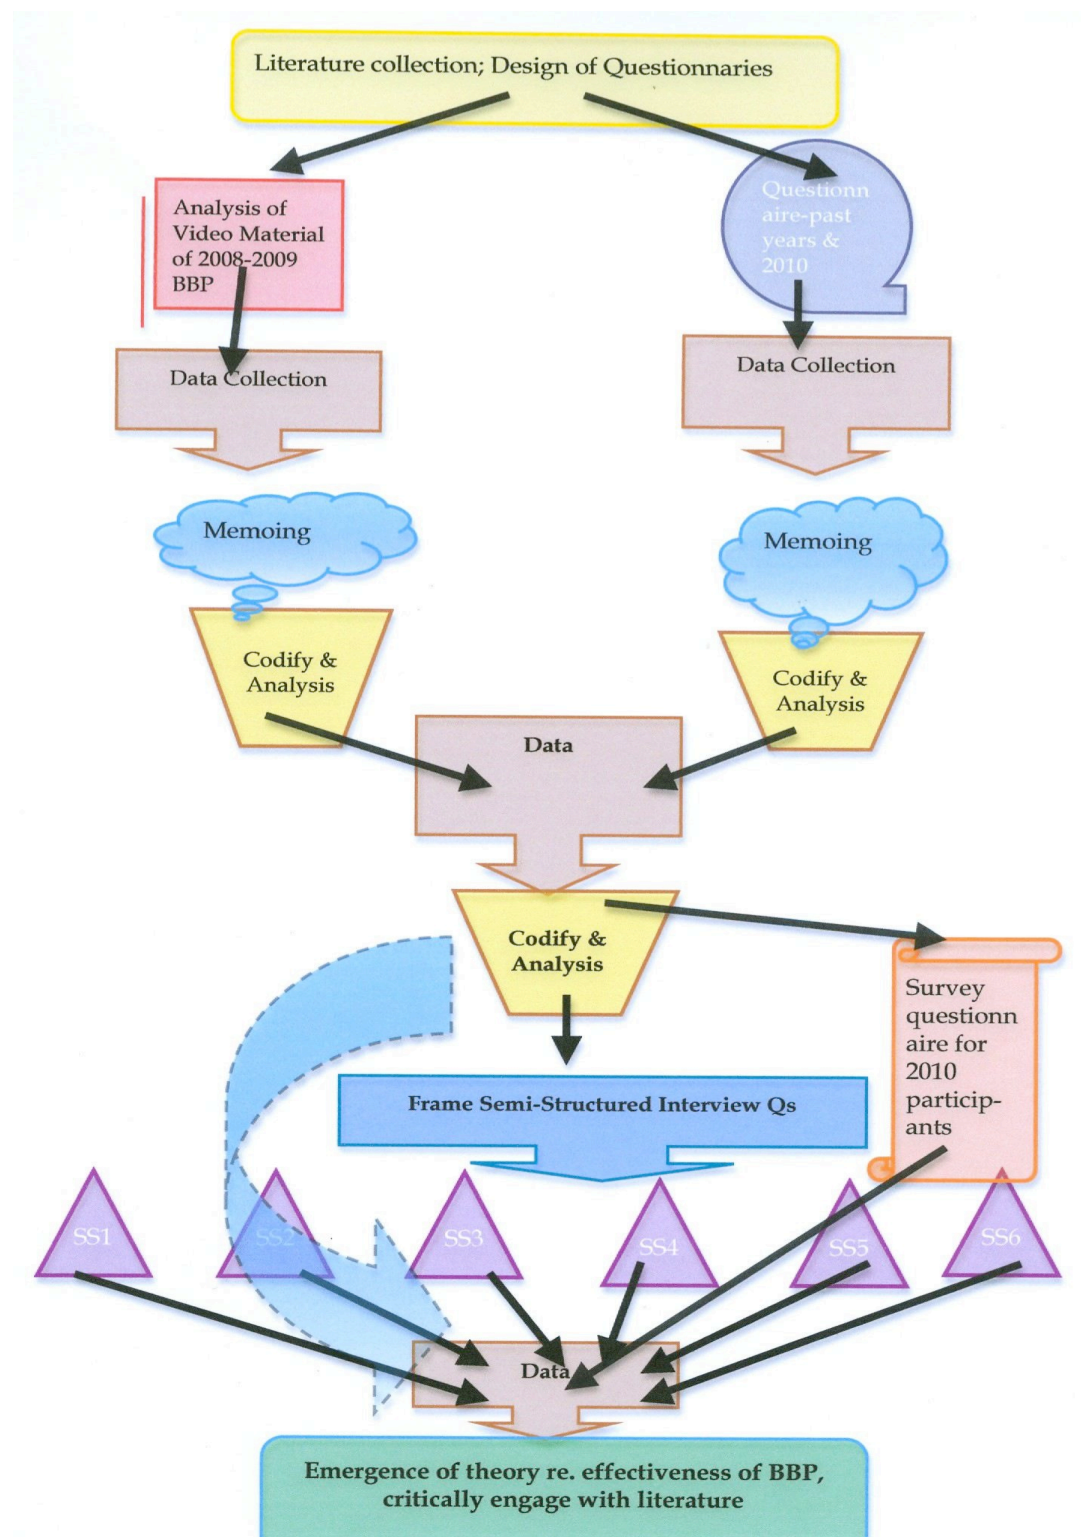 Literature collection; Design of Questionnaries
Analysis of
Video Material
of 2008-2009
BBP
Questionn
aire-past
years &
2010
Data Collection
Data Collection
Memoing
Memoing
Codify &
Analysis
Codify &
Analysis
Data
Codify &
Analysis
Survey
questionn
aire for
2010
particip-
ants
Frame Semi-Structured Interview Qs
SS1
SS2
SS3
SS4
SS5
SS6
Data
Emergence of theory re. effectiveness of BBP,
critically engage with literature